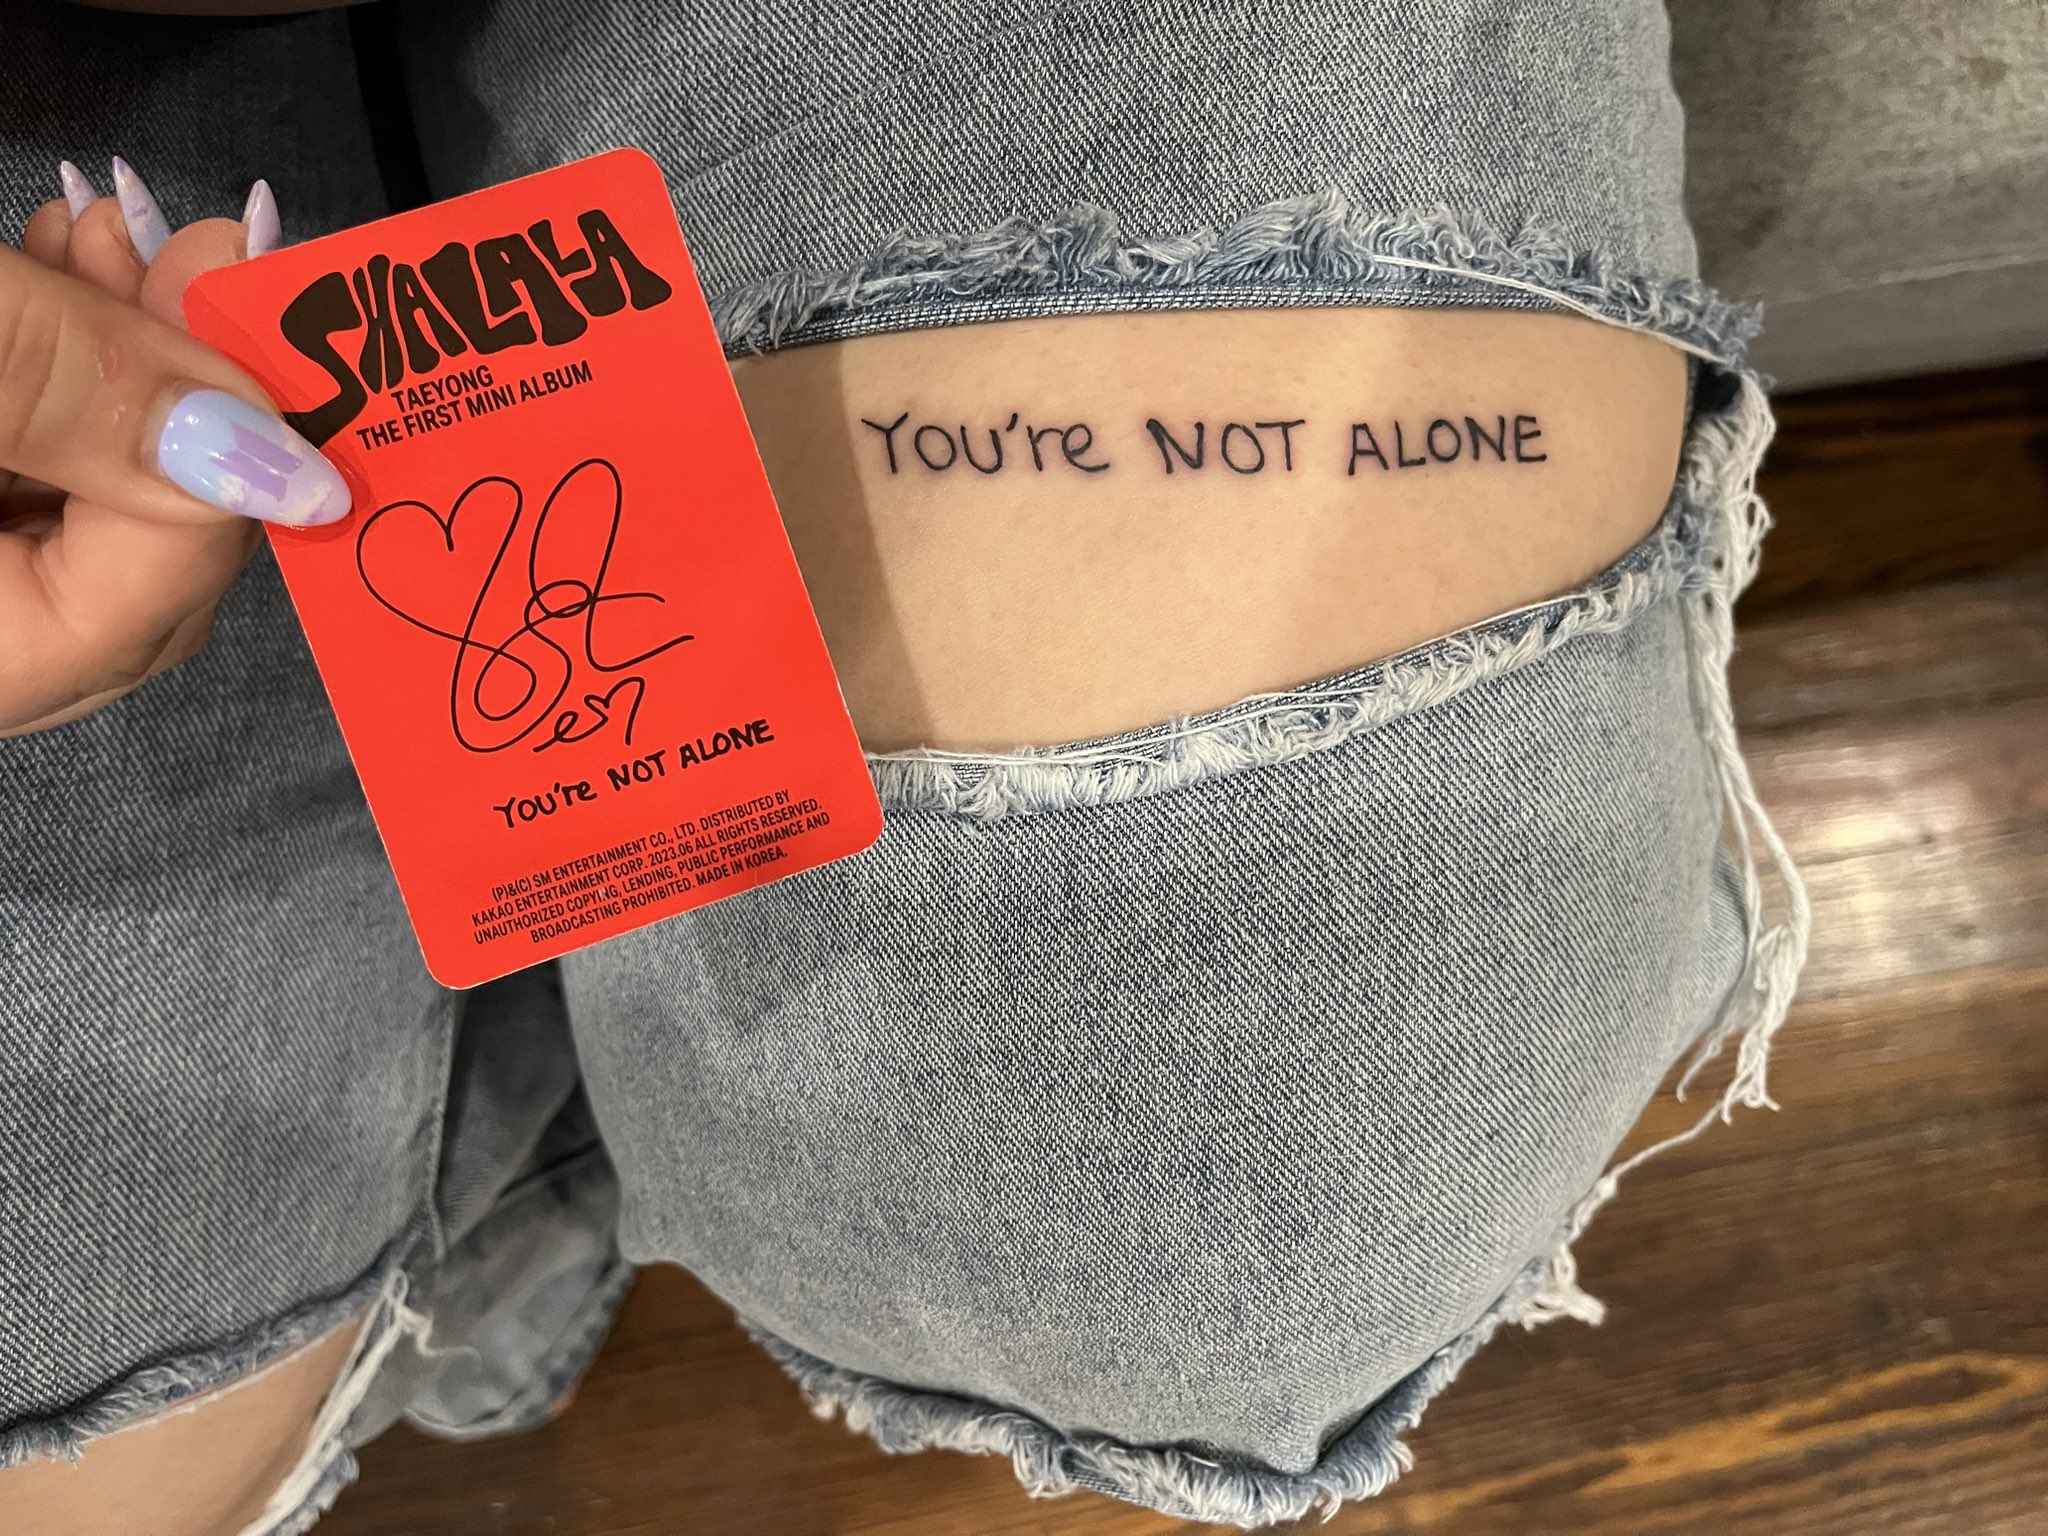 SHALALA
TAEYONG
THE FIRST MINI ALBUM
You're NOT ALONE
(P)&(C) SM ENTERTAINMENT CO., LTD. DISTRIBUTED BY
KAKAO ENTERTAINMENT CORP. 2023.06 ALL RIGHTS RESERVED.
UNAUTHORIZED COPYING, LENDING, PUBLIC PERFORMANCE AND
BROADCASTING PROHIBITED. MADE IN KOREA.
You're NOT ALONE